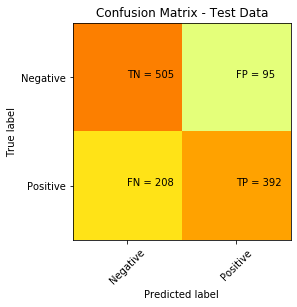 Confusion Matrix - Test Data
True label
Negative
TN = 505
FP = 95
Positive
FN = 208
TP = 392
Negative
Positive
Predicted label